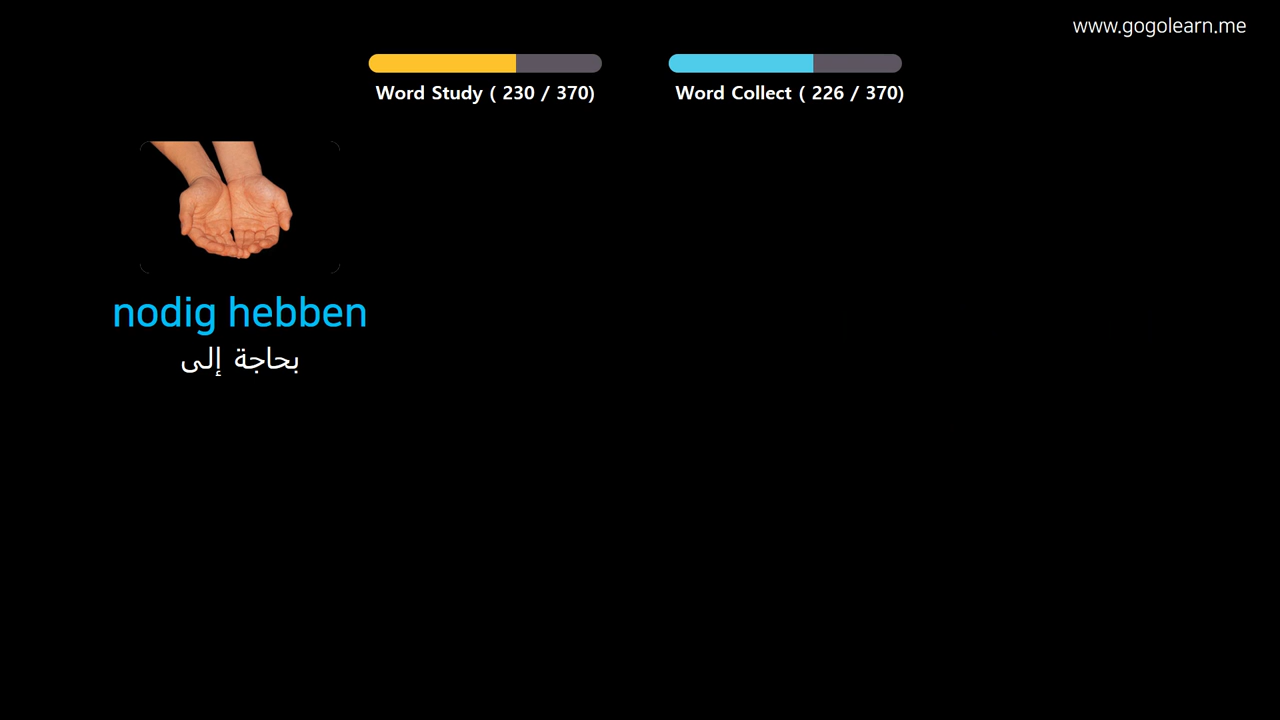 www.gogolearn.me
Word Study ( 230 / 370)
Word Collect ( 226 / 370)
nodig hebben
بحاجة إلى